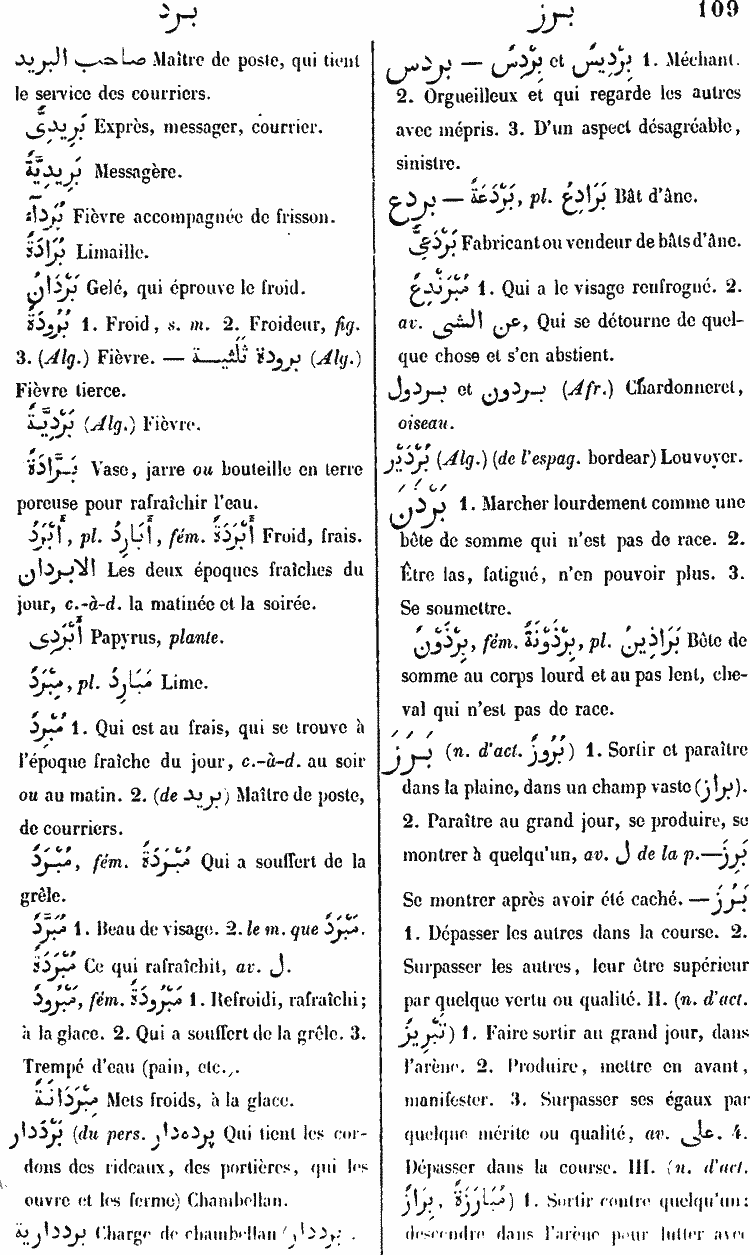 برد
برز
109
صاحب البريد Maître de poste, qui tient
le service des courriers.
بَرِيدِىٌّ Exprès, messager, courrier.
بَرِيدِيَّةٌ Messagère.
بُرَدَآءُ Fièvre accompagnée de frisson.
بُرَادَةٌ Limaille.
بَرْدَانُ Gelé, qui éprouve le froid.
بُرُودَةٌ 1. Froid, s. m. 2. Froideur, fig.
3. (Alg.) Fièvre. — برودة ثَلْثيـــة (Alg.)
Fièvre tierce.
بَرْدِيَّةٌ (Alg.) Fièvre.
بَرَّادَةٌ Vase, jarre ou bouteille en terre
poreuse pour rafraîchir l'eau.
أَبْرَدُ, pl. أَبَارِدُ, fém. أَبْرَدَةٌ Froid, frais.
الابردان Les deux époques fraîches du
jour, c.-à-d. la matinée et la soirée.
أَبْرَدِى Papyrus, plante.
مِبْرَدٌ, pl. مَبَارِدُ Lime.
مُبْرِدٌ 1. Qui est au frais, qui se trouve à
l'époque fraîche du jour, c.-à-d. au soir
ou au matin. 2. (de بريد) Maître de poste,
de courriers.
مُبْرَدٌ, fém. مُبْرَدَةٌ Qui a souffert de la
grêle.
مُبَرَّدٌ 1. Beau de visage. 2. le m. que مُبْرَدٌ.
مَبْرَدَةٌ Ce qui rafraîchit, av. ل.
مَبْرُودٌ, fém. مَبْرُودَةٌ 1. Refroidi, rafraîchi;
à la glace. 2. Qui a souffert de la grêle. 3.
Trempé d'eau (pain, etc.).
مَبْرَدَانَةٌ Mets froids, à la glace.
بَرْدَدار (du pers. پرده‌دار Qui tient les cor-
dons des rideaux, des portières, qui les
ouvre et les ferme) Chambellan.
برددارية Charge de chambellan (برددار.
بردس — بِرْدِسٌ et بِرْدِيسٌ 1. Méchant.
2. Orgueilleux et qui regarde les autres
avec mépris. 3. D'un aspect désagréable,
sinistre.
بردع — بَرْدَعَةٌ, pl. بَرَادِعُ Bât d'âne.
بَرْدَعِىٌّ Fabricant ou vendeur de bâts d'âne.
مُبْرَنْدِعٌ 1. Qui a le visage renfrogné. 2.
av. عن الشى, Qui se détourne de quel-
que chose et s'en abstient.
بردول et بردون (Afr.) Chardonneret,
oiseau.
بَرْدَيْر (Alg.) (de l'espag. bordear) Louvoyer.
بَرْذَنَ 1. Marcher lourdement comme une
bête de somme qui n'est pas de race. 2.
Être las, fatigué, n'en pouvoir plus. 3.
Se soumettre.
بِرْذَوْنٌ, fém. بِرْذَوْنَةٌ, pl. بَرَاذِينُ Bête de
somme au corps lourd et au pas lent, che-
val qui n'est pas de race.
بَرَزَ (n. d'act. بُرُوزٌ) 1. Sortir et paraître
dans la plaine, dans un champ vaste (براز).
2. Paraître au grand jour, se produire, se
montrer à quelqu'un, av. ل de la p. — بَرِزَ
Se montrer après avoir été caché. — بَرُزَ
1. Dépasser les autres dans la course. 2.
Surpasser les autres, leur être supérieur
par quelque vertu ou qualité. II. (n. d'act.
تَبْرِيزٌ) 1. Faire sortir au grand jour, dans
l'arène. 2. Produire, mettre en avant,
manifester. 3. Surpasser ses égaux par
quelque mérite ou qualité, av. على. 4.
Dépasser dans la course. III. (n. d'act.
بِرَازٌ, مُبَارَزَةٌ) 1. Sortir contre quelqu'un;
descendre dans l'arène pour lutter avec